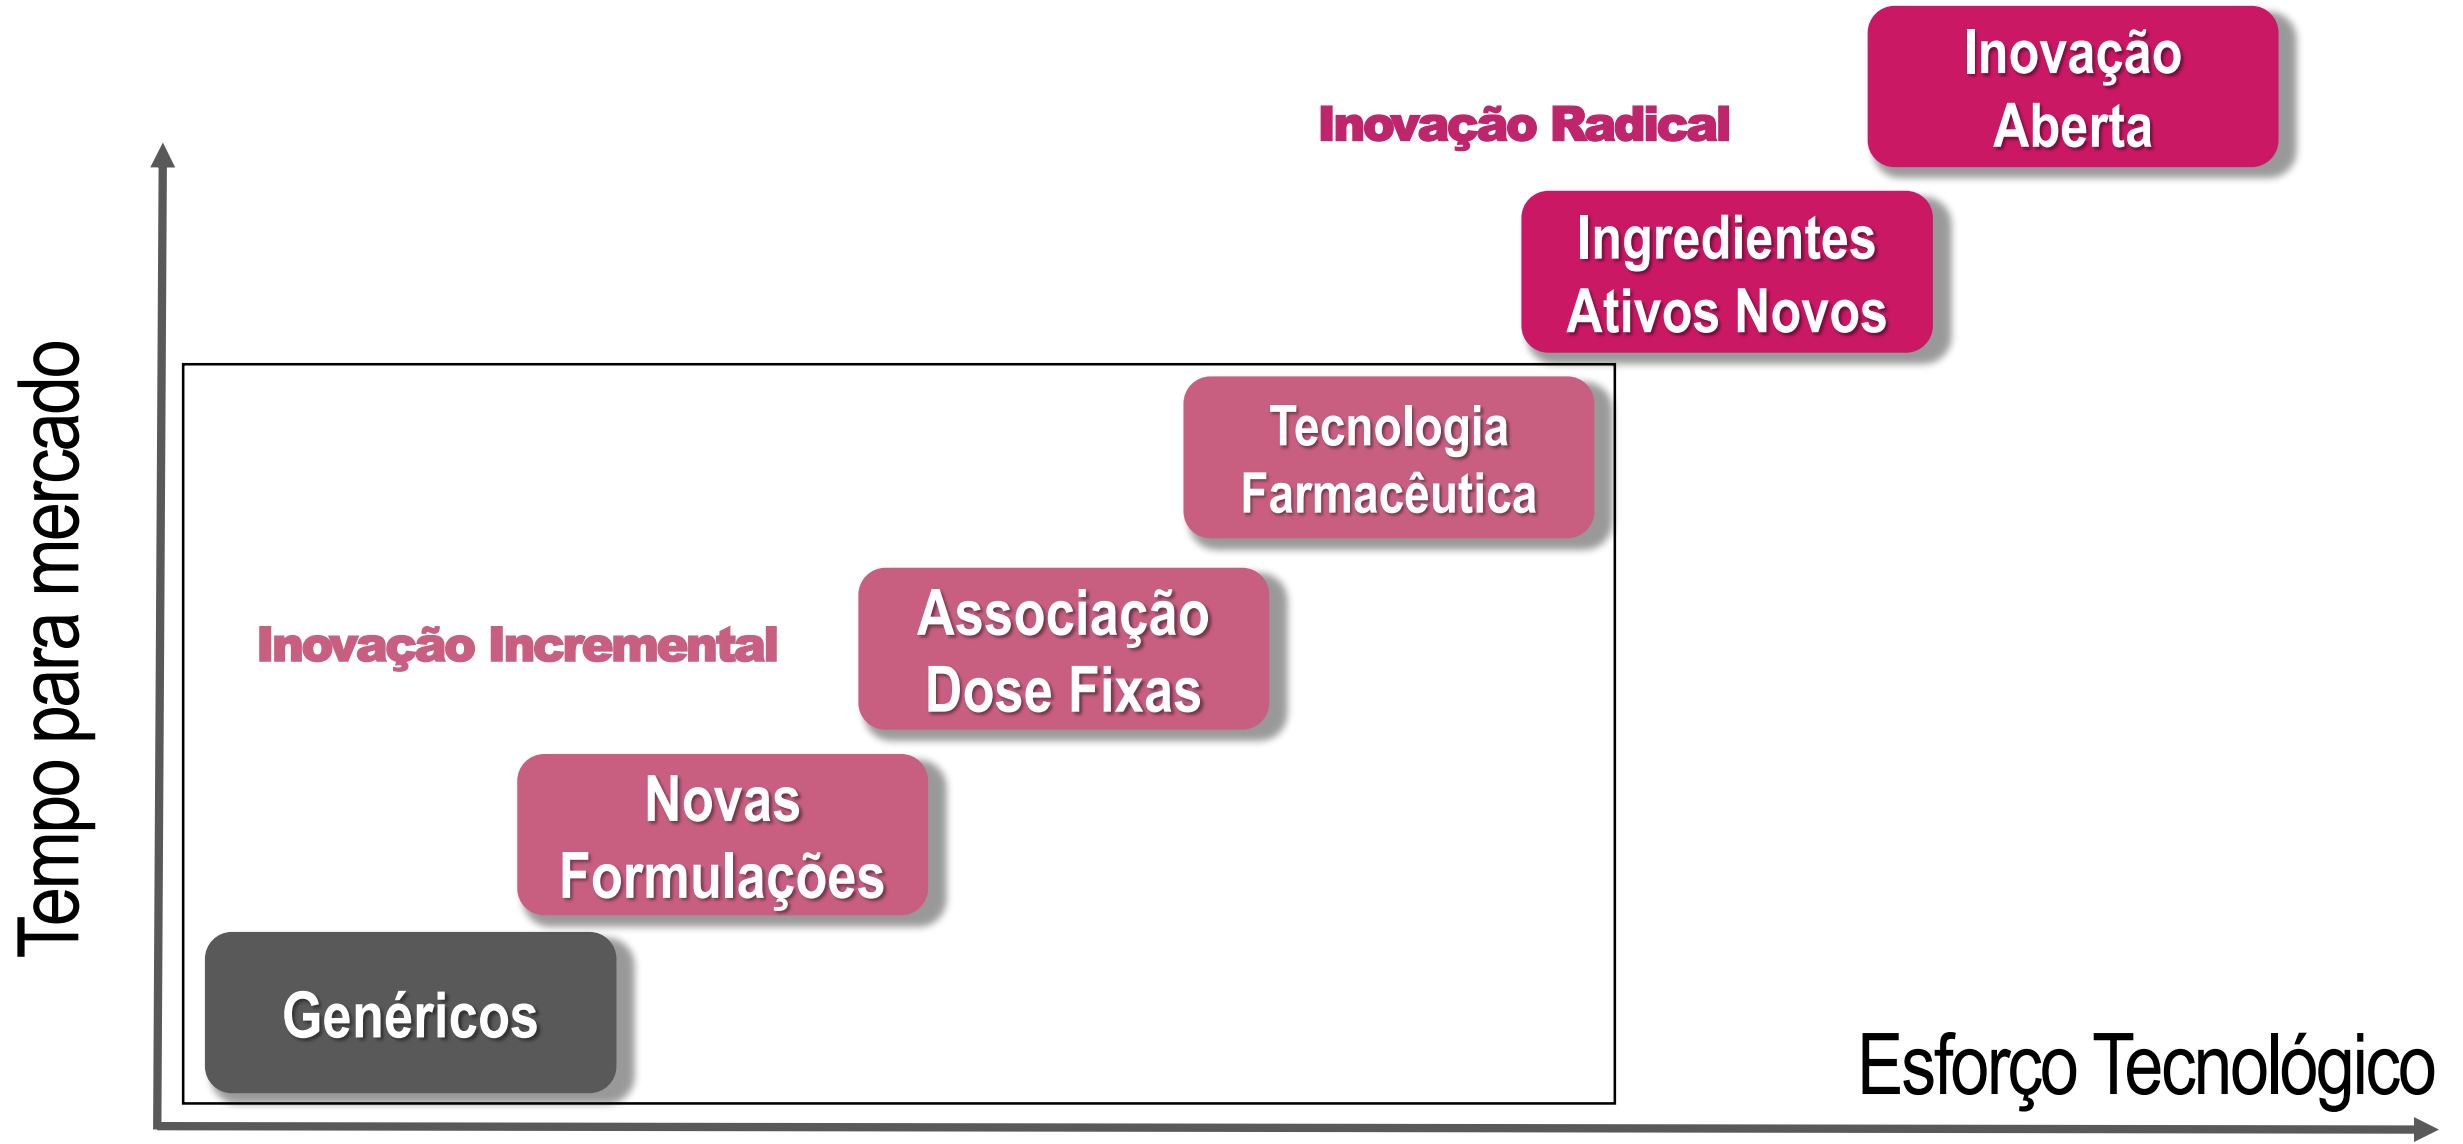 Inovação
Aberta
Inovação Radical
Ingredientes
Ativos Novos
Tecnologia
Farmacêutica
Associação
Dose Fixas
Inovação Incremental
Novas
Formulações
Genéricos
Tempo para mercado
Esforço Tecnológico